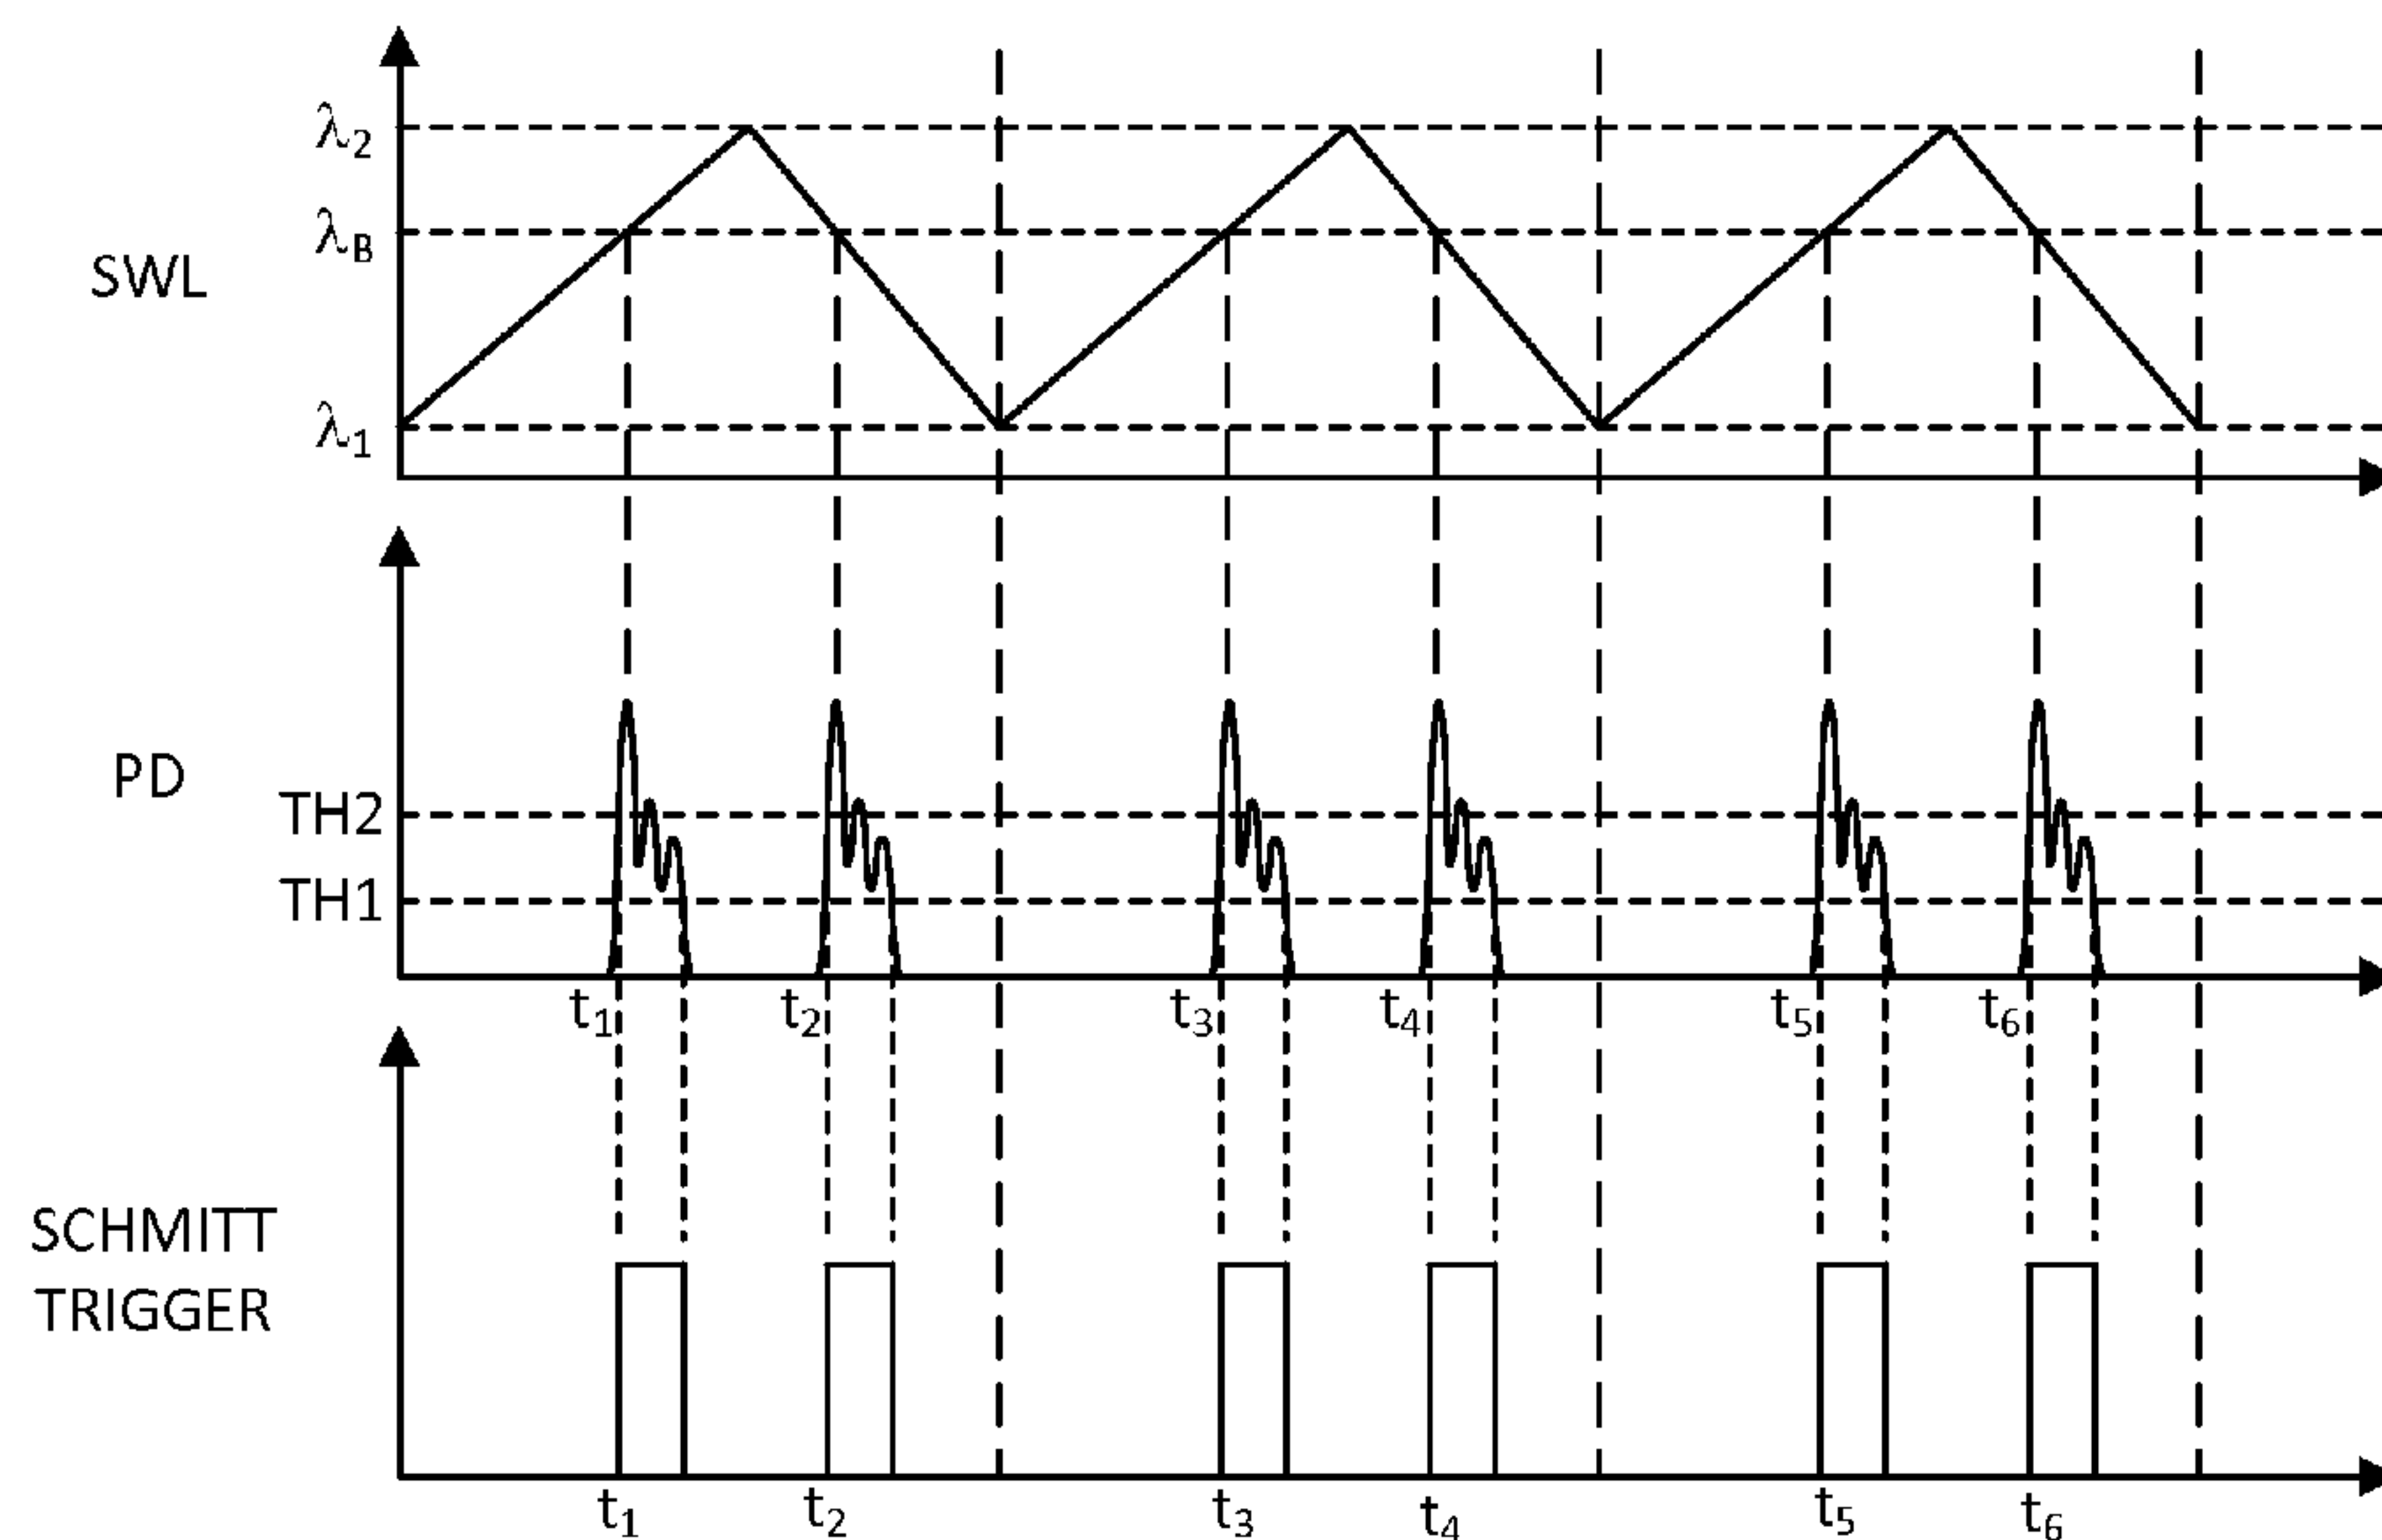 λ₂
λ_B
SWL
λ₁
PD
TH2
TH1
t₁ t₂ t₃ t₄ t₅ t₆
SCHMITT
TRIGGER
t₁ t₂ t₃ t₄ t₅ t₆